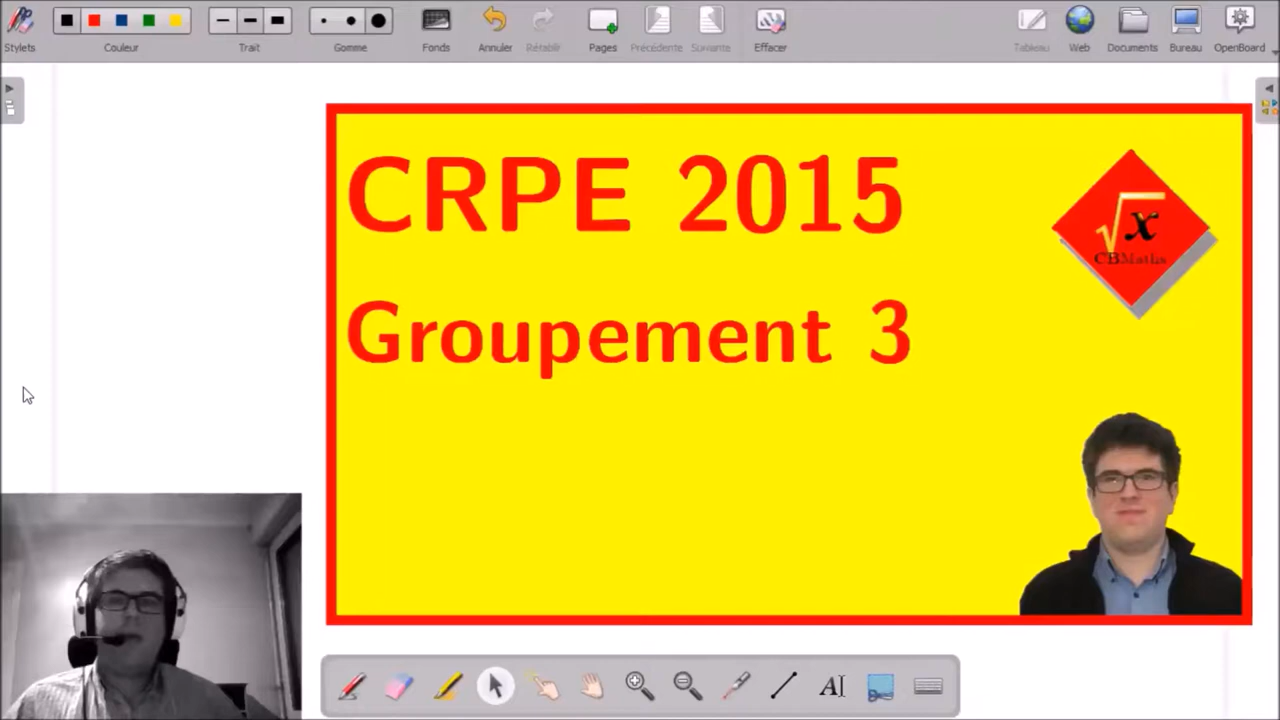 Stylets
Couleur
Trait
Gomme
Fonds
Annuler
Rétablir
Pages
Précédente
Suivante
Effacer
Tableau
Web
Documents
Bureau
OpenBoard
CRPE 2015
Groupement 3
√x
CBMaths
AI